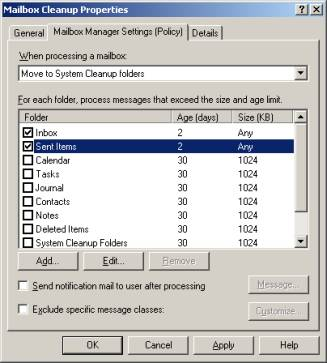 Mailbox Cleanup Properties
General Mailbox Manager Settings (Policy) Details
When processing a mailbox:
Move to System Cleanup folders
For each folder, process messages that exceed the size and age limit.
Folder Age (days) Size (KB)
Inbox 2 Any
Sent Items 2 Any
Calendar 30 1024
Tasks 30 1024
Journal 30 1024
Contacts 30 1024
Notes 30 1024
Deleted Items 30 1024
System Cleanup Folders 30 1024
Add... Edit... Remove
Send notification mail to user after processing Message...
Exclude specific message classes: Customize...
OK Cancel Apply Help